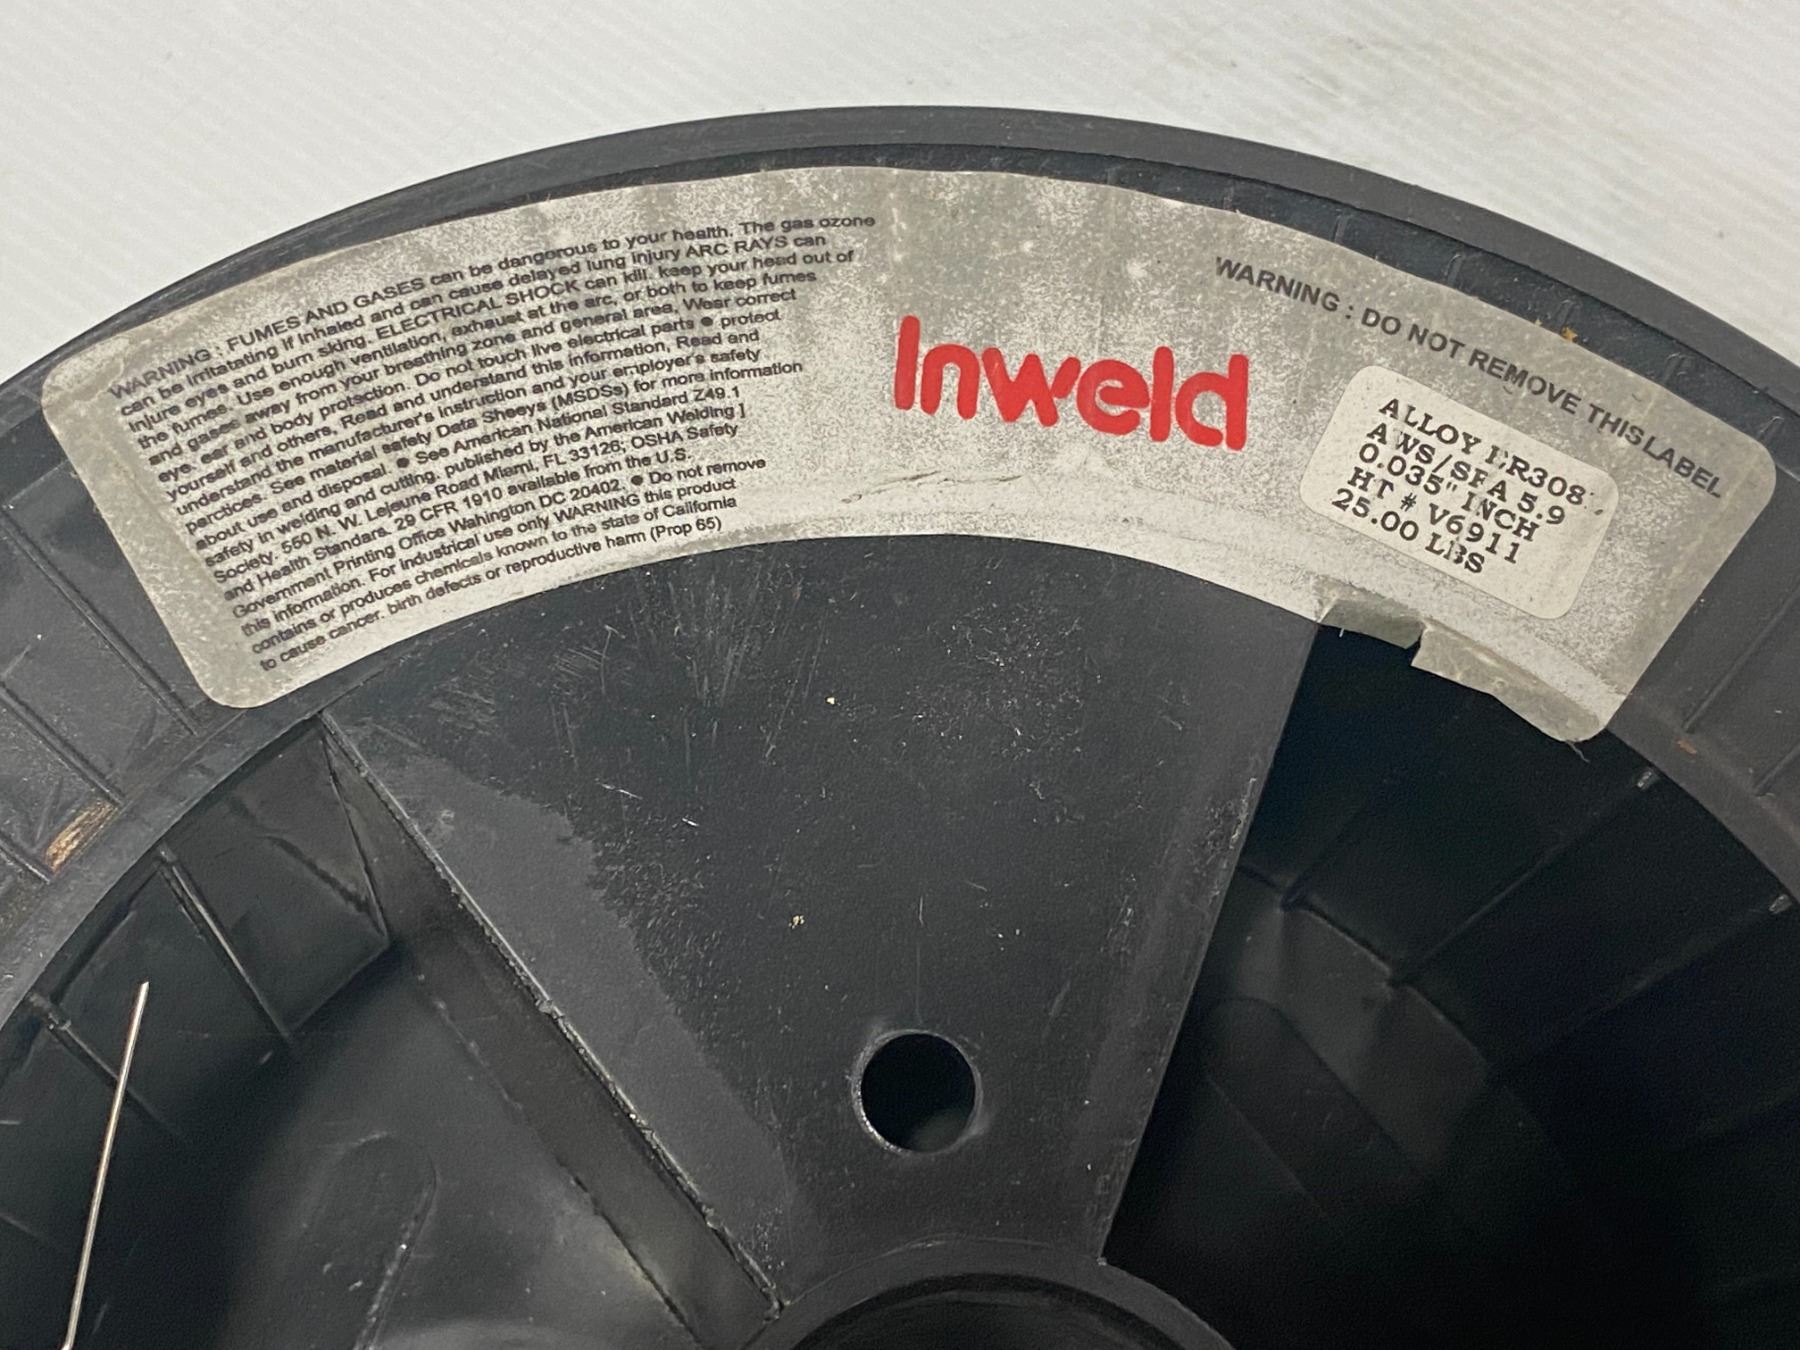 WARNING : FUMES AND GASES can be dangorous to your health. The gas ozone
can be irritatating if inhaled and can cause delayed lung injury ARC RAYS can
injure eyes and burn sking. ELECTRICAL SHOCK can kill. keep your head out of
the fumes. Use enough ventilation, exhaust at the arc, or both to keep fumes
and gases away from your breathing zone and general area, Wear correct
eye. ear and body protection. Do not touch live electrical parts ● protect
yourself and others, Read and understand this information, Read and
understand the manufacturer's instruction and your employer's safety
parctices. See material safety Data Sheeys (MSDSs) for more information
about use and disposal. ● See American National Standard Z49.1
safety in welding and cutting. published by the American Welding ]
Society. 550 N. W. Lejeune Road Miami, FL 33126; OSHA Safety
and Health Standars. 29 CFR 1910 available from the U.S.
Government Printing Office Wahington DC 20402. ● Do not remove
this information. For industrical use only WARNING this product
contains or produces chemicals known to the state of California
to cause cancer. birth defects or reproductive harm (Prop 65)
Inweld
WARNING : DO NOT REMOVE THIS LABEL
ALLOY ER308
AWS/SFA 5.9
0.035" INCH
HT # V6911
25.00 LBS